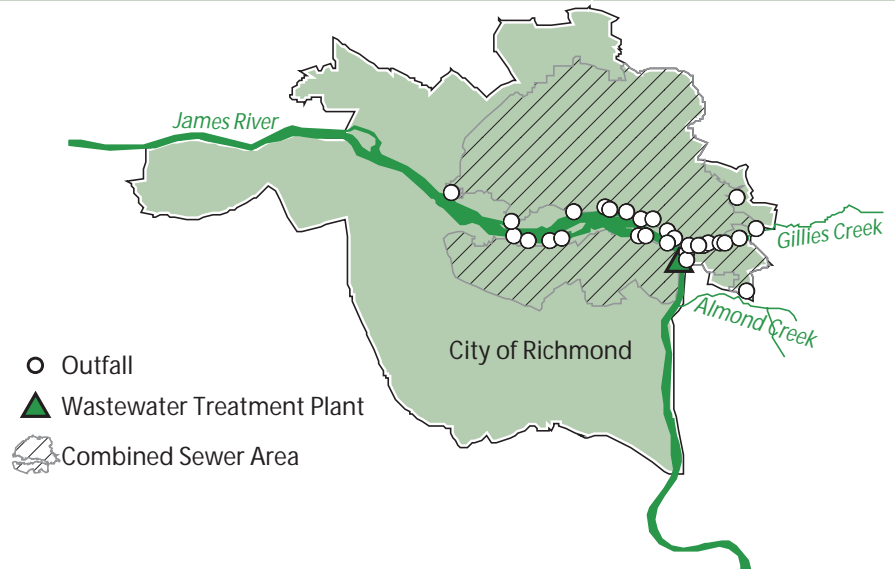 James River
Gillies Creek
Almond Creek
City of Richmond
Outfall
Wastewater Treatment Plant
Combined Sewer Area